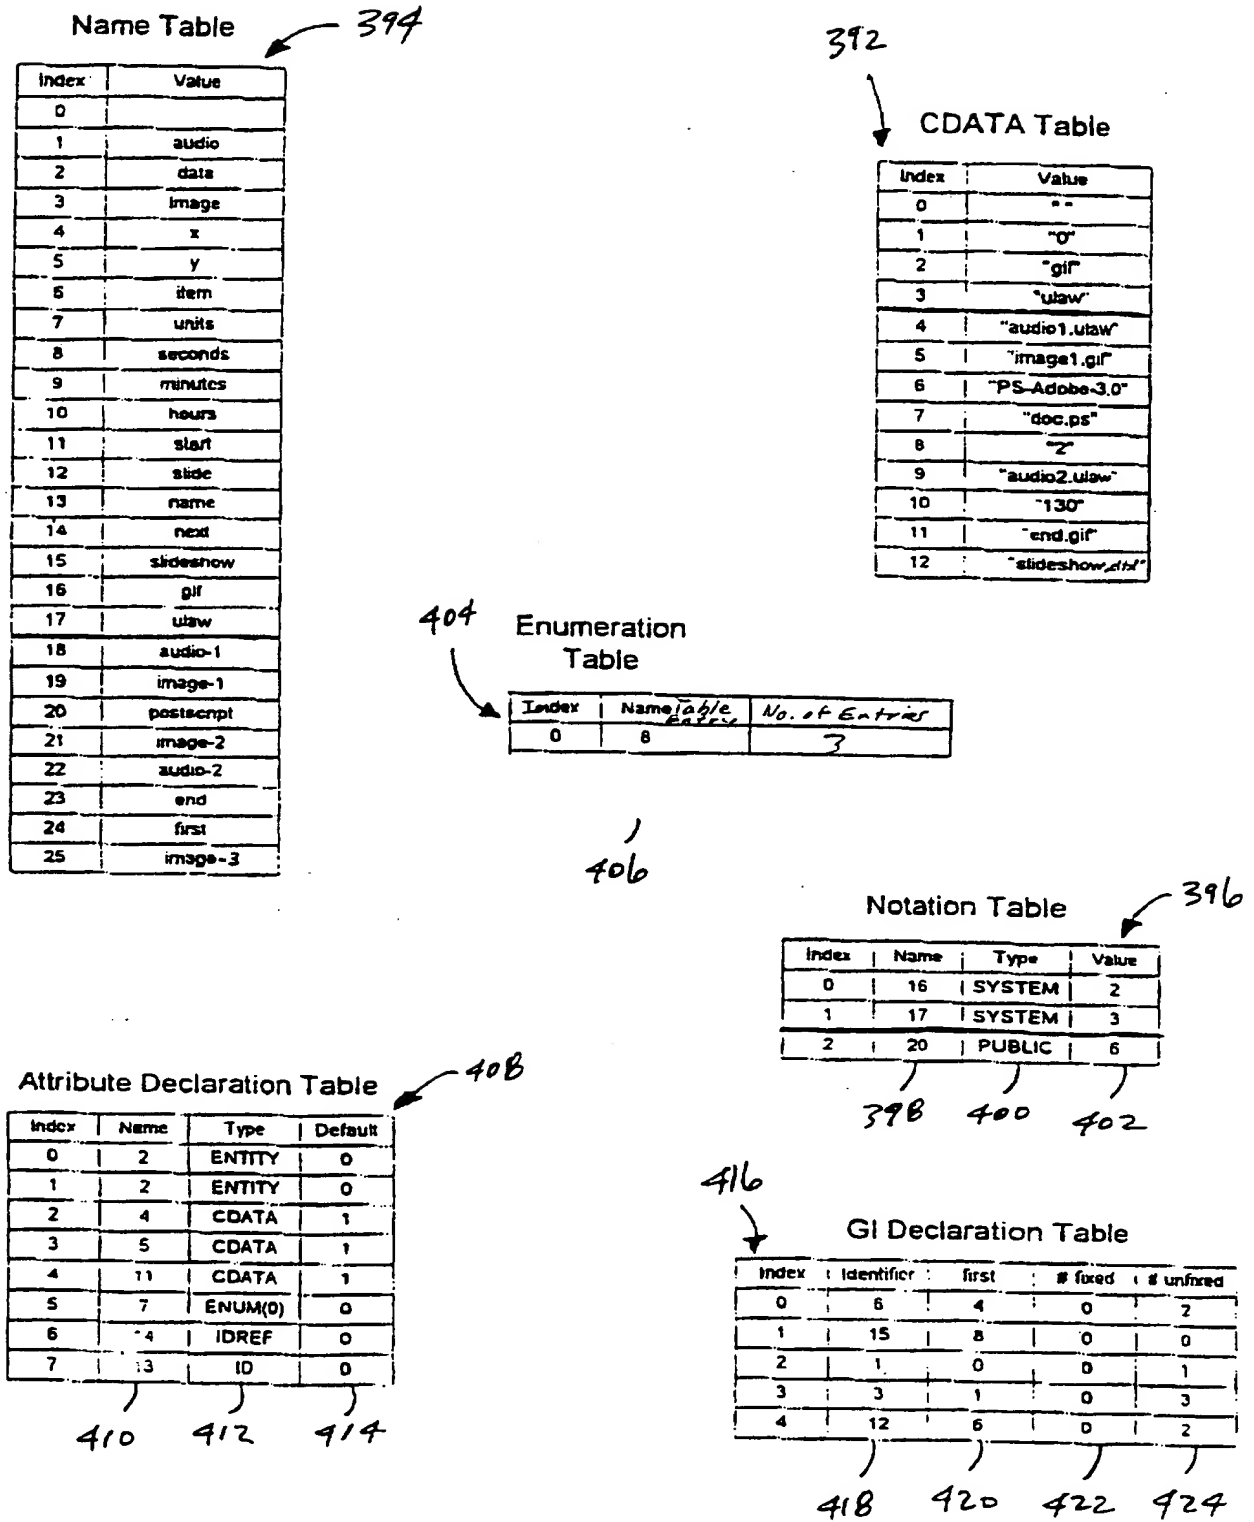 Name Table
394
Index Value
0
1 audio
2 data
3 image
4 x
5 y
6 item
7 units
8 seconds
9 minutes
10 hours
11 start
12 slide
13 name
14 next
15 slideshow
16 gif
17 ulaw
18 audio-1
19 image-1
20 postscript
21 image-2
22 audio-2
23 end
24 first
25 image-3
392
CDATA Table
Index Value
0 " "
1 "0"
2 "gif"
3 "ulaw"
4 "audio1.ulaw"
5 "image1.gif"
6 "PS-Adobe-3.0"
7 "doc.ps"
8 "2"
9 "audio2.ulaw"
10 "130"
11 "end.gif"
12 "slideshow.dtd"
404
Enumeration
Table
Index Name Table Entry No. of Entries
0 8 3
406
Notation Table
396
Index Name Type Value
0 16 SYSTEM 2
1 17 SYSTEM 3
2 20 PUBLIC 6
398 400 402
Attribute Declaration Table
408
Index Name Type Default
0 2 ENTITY 0
1 2 ENTITY 0
2 4 CDATA 1
3 5 CDATA 1
4 11 CDATA 1
5 7 ENUM(0) 0
6 14 IDREF 0
7 13 ID 0
410 412 414
416
GI Declaration Table
Index Identifier first # fixed # unfixed
0 6 4 0 2
1 15 8 0 0
2 1 0 0 1
3 3 1 0 3
4 12 6 0 2
418 420 422 424